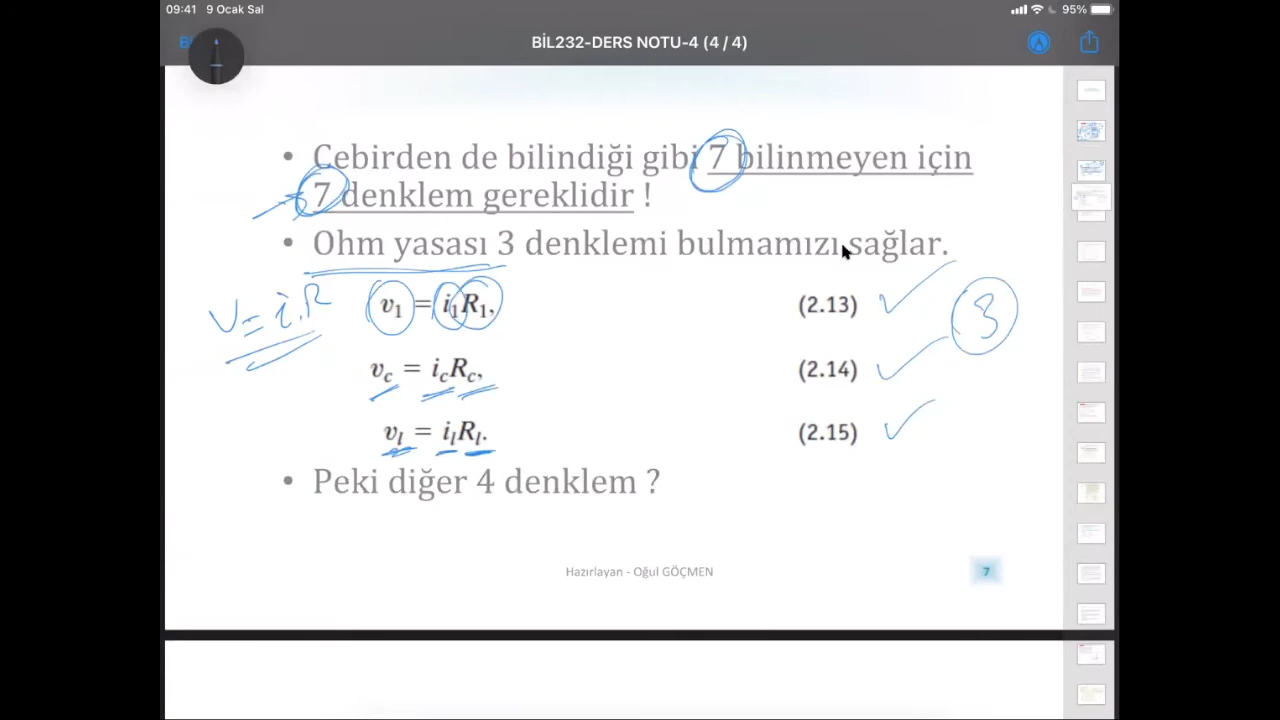 09:41 9 Ocak Sal
95%
BİL232-DERS NOTU-4 (4 / 4)
• Cebirden de bilindiği gibi 7 bilinmeyen için
7 denklem gereklidir !
• Ohm yasası 3 denklemi bulmamızı sağlar.
V = i.R
v₁ = i₁R₁, (2.13)
3
v꜀ = i꜀R꜀, (2.14)
vₗ = iₗRₗ. (2.15)
• Peki diğer 4 denklem ?
Hazırlayan - Oğul GÖÇMEN
7